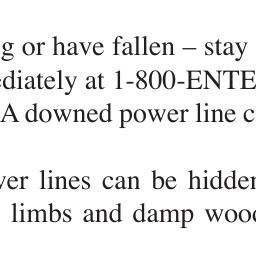 g or have fallen – stay
ediately at 1-800-ENTE
A downed power line c
ver lines can be hidden
limbs and damp wood